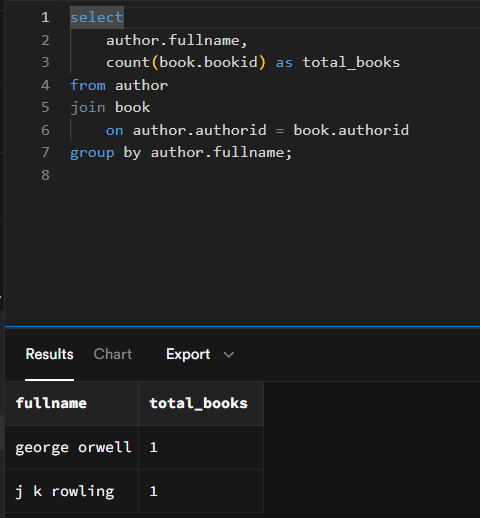 1 select
2 author.fullname,
3 count(book.bookid) as total_books
4 from author
5 join book
6 on author.authorid = book.authorid
7 group by author.fullname;
8
Results Chart Export
fullname total_books
george orwell 1
j k rowling 1